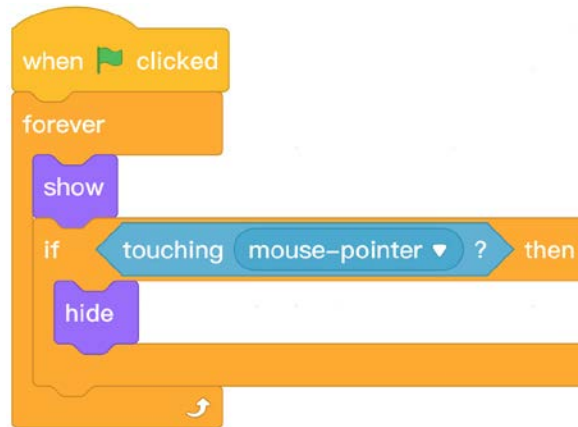 when clicked
forever
show
if touching mouse-pointer ? then
hide